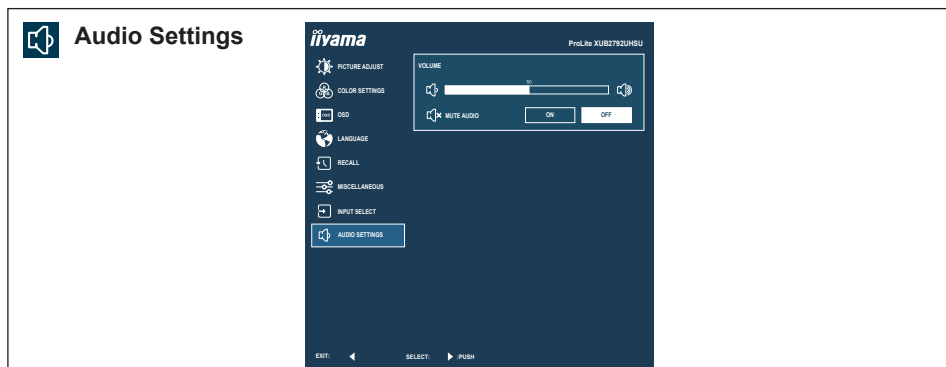 Audio Settings
iiyama
ProLite XUB2792UHSU
PICTURE ADJUST
COLOR SETTINGS
OSD
OSD
LANGUAGE
RECALL
MISCELLANEOUS
INPUT SELECT
AUDIO SETTINGS
VOLUME
50
MUTE AUDIO ON OFF
EXIT: SELECT: /PUSH